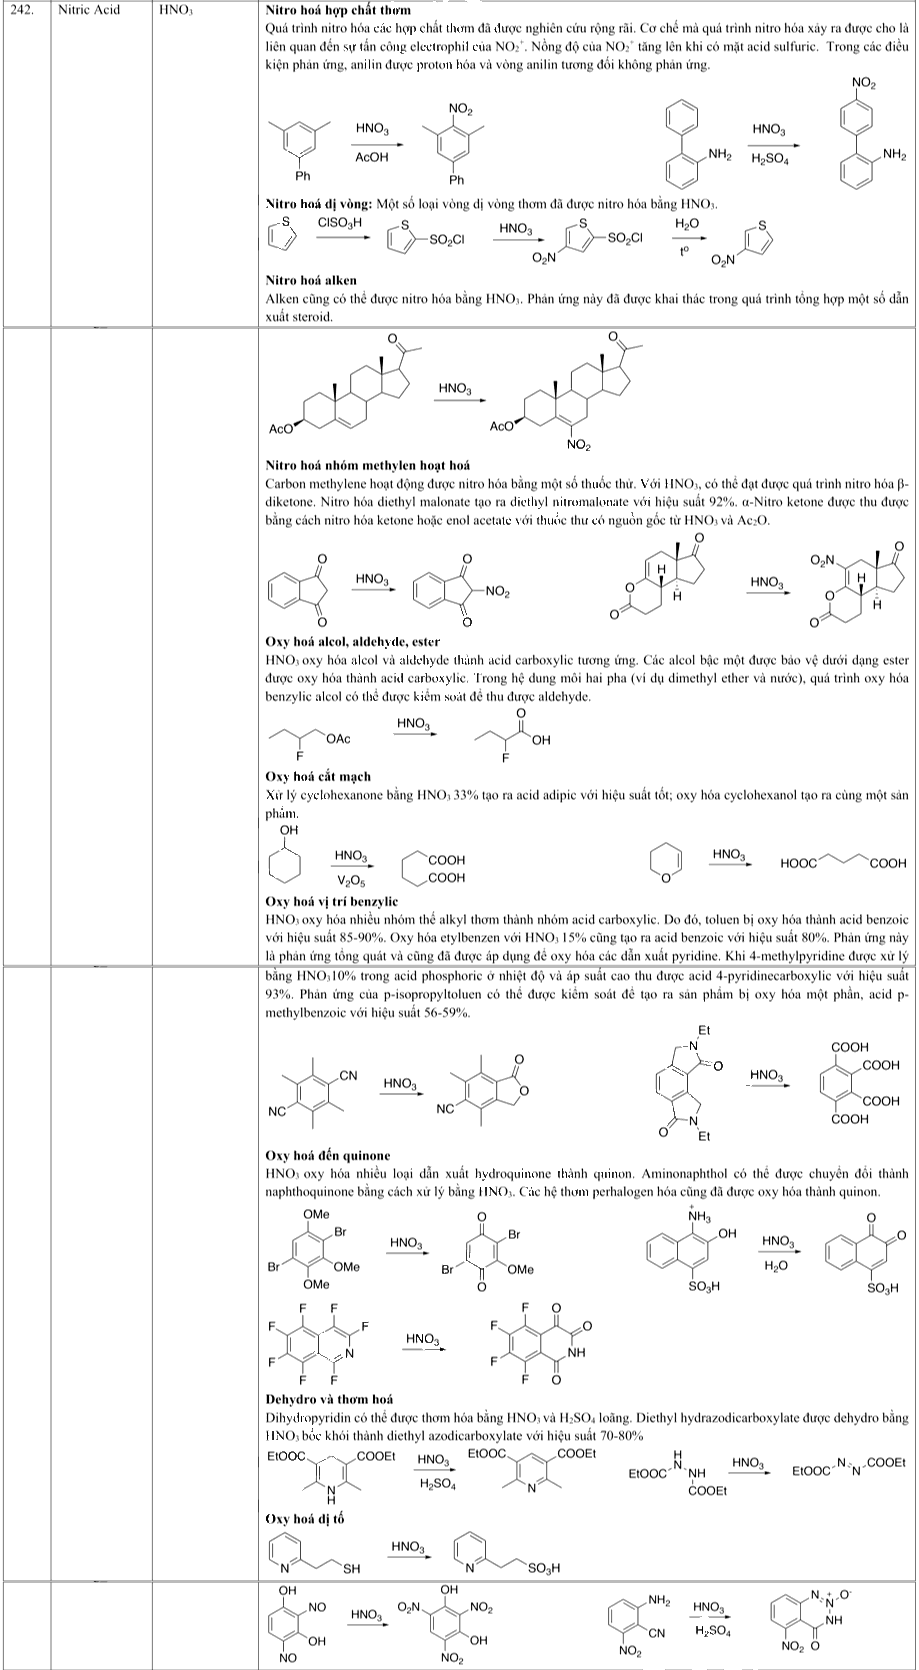 242. Nitric Acid HNO₃ Nitro hoá hợp chất thơm
Quá trình nitro hóa các hợp chất thơm đã được nghiên cứu rộng rãi. Cơ chế mà quá trình nitro hóa xảy ra được cho là
liên quan đến sự tấn công electrophil của NO₂⁺. Nồng độ của NO₂⁺ tăng lên khi có mặt acid sulfuric. Trong các điều
kiện phản ứng, anilin được proton hóa và vòng anilin tương đối không phản ứng.
HNO₃ AcOH Ph NO₂ Ph
NH₂ HNO₃ H₂SO₄ NO₂ NH₂
Nitro hoá dị vòng: Một số loại vòng dị vòng thơm đã được nitro hóa bằng HNO₃.
S ClSO₃H S SO₂Cl HNO₃ S SO₂Cl O₂N H₂O t° S O₂N
Nitro hoá alken
Alken cũng có thể được nitro hóa bằng HNO₃. Phản ứng này đã được khai thác trong quá trình tổng hợp một số dẫn
xuất steroid.
O AcO HNO₃ O AcO NO₂
Nitro hoá nhóm methylen hoạt hoá
Carbon methylene hoạt động được nitro hóa bằng một số thuốc thử. Với HNO₃, có thể đạt được quá trình nitro hóa β-
diketone. Nitro hóa diethyl malonate tạo ra diethyl nitromalonate với hiệu suất 92%. α-Nitro ketone được thu được
bằng cách nitro hóa ketone hoặc enol acetate với thuốc thư có nguồn gốc từ HNO₃ và Ac₂O.
O O HNO₃ O O NO₂
O H H O O HNO₃ O₂N O H H O O
Oxy hoá alcol, aldehyde, ester
HNO₃ oxy hóa alcol và aldehyde thành acid carboxylic tương ứng. Các alcol bậc một được bảo vệ dưới dạng ester
được oxy hóa thành acid carboxylic. Trong hệ dung môi hai pha (ví dụ dimethyl ether và nước), quá trình oxy hóa
benzylic alcol có thể được kiểm soát để thu được aldehyde.
F OAc HNO₃ O OH F
Oxy hoá cắt mạch
Xử lý cyclohexanone bằng HNO₃ 33% tạo ra acid adipic với hiệu suất tốt; oxy hóa cyclohexanol tạo ra cùng một sản
phẩm.
OH HNO₃ V₂O₅ COOH COOH
O HNO₃ HOOC COOH
Oxy hoá vị trí benzylic
HNO₃ oxy hóa nhiều nhóm thế alkyl thơm thành nhóm acid carboxylic. Do đó, toluen bị oxy hóa thành acid benzoic
với hiệu suất 85-90%. Oxy hóa etylbenzen với HNO₃ 15% cũng tạo ra acid benzoic với hiệu suất 80%. Phản ứng này
là phản ứng tổng quát và cũng đã được áp dụng để oxy hóa các dẫn xuất pyridine. Khi 4-methylpyridine được xử lý
bằng HNO₃10% trong acid phosphoric ở nhiệt độ và áp suất cao thu được acid 4-pyridinecarboxylic với hiệu suất
93%. Phản ứng của p-isopropyltoluen có thể được kiểm soát để tạo ra sản phẩm bị oxy hóa một phần, acid p-
methylbenzoic với hiệu suất 56-59%.
CN NC HNO₃ O O NC
Et N O O N Et HNO₃ COOH COOH COOH COOH
Oxy hoá đến quinone
HNO₃ oxy hóa nhiều loại dẫn xuất hydroquinone thành quinon. Aminonaphthol có thể được chuyển đổi thành
naphthoquinone bằng cách xử lý bằng HNO₃. Các hệ thơm perhalogen hóa cũng đã được oxy hóa thành quinon.
OMe Br Br OMe OMe HNO₃ O Br Br OMe O
⁺NH₃ OH SO₃H HNO₃ H₂O O O SO₃H
F F F F F F F N HNO₃ F O F O F NH F O
Dehydro và thơm hoá
Dihydropyridin có thể được thơm hóa bằng HNO₃ và H₂SO₄ loãng. Diethyl hydrazodicarboxylate được dehydro bằng
HNO₃ bốc khói thành diethyl azodicarboxylate với hiệu suất 70-80%
EtOOC COOEt N H HNO₃ H₂SO₄ EtOOC COOEt N
H N EtOOC NH COOEt HNO₃ EtOOC N N COOEt
Oxy hoá dị tố
N SH HNO₃ N SO₃H
OH NO OH NO HNO₃ OH O₂N NO₂ OH NO₂
NH₂ CN NO₂ HNO₃ H₂SO₄ N N⁺ O⁻ NH NO₂ O